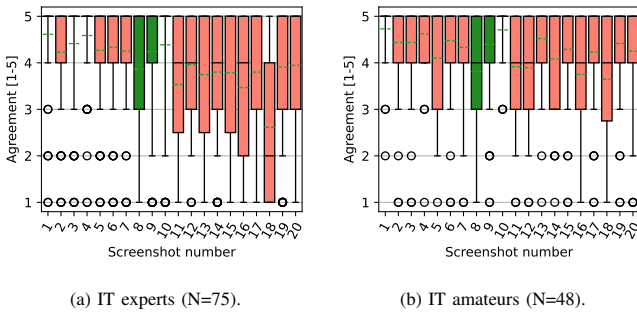 5
4
3
2
1
Agreement [1-5]
1 2 3 4 5 6 7 8 9 10 11 12 13 14 15 16 17 18 19 20
Screenshot number
(a) IT experts (N=75).
5
4
3
2
1
Agreement [1-5]
1 2 3 4 5 6 7 8 9 10 11 12 13 14 15 16 17 18 19 20
Screenshot number
(b) IT amateurs (N=48).